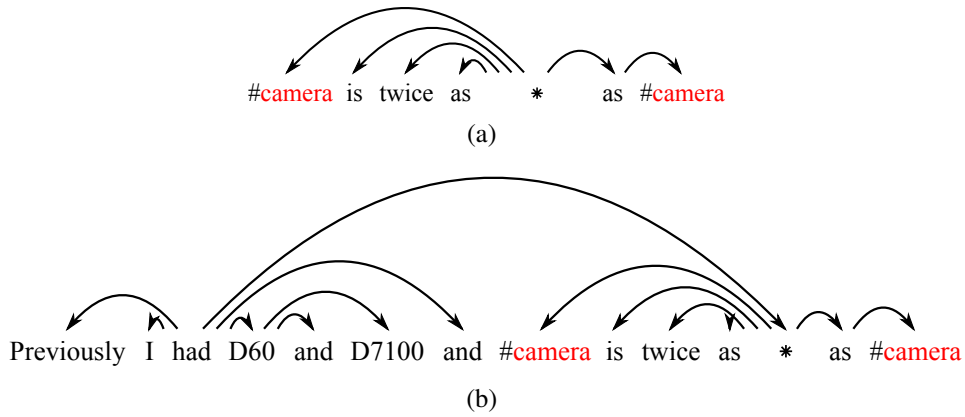 #camera is twice as * as #camera
(a)
Previously I had D60 and D7100 and #camera is twice as * as #camera
(b)